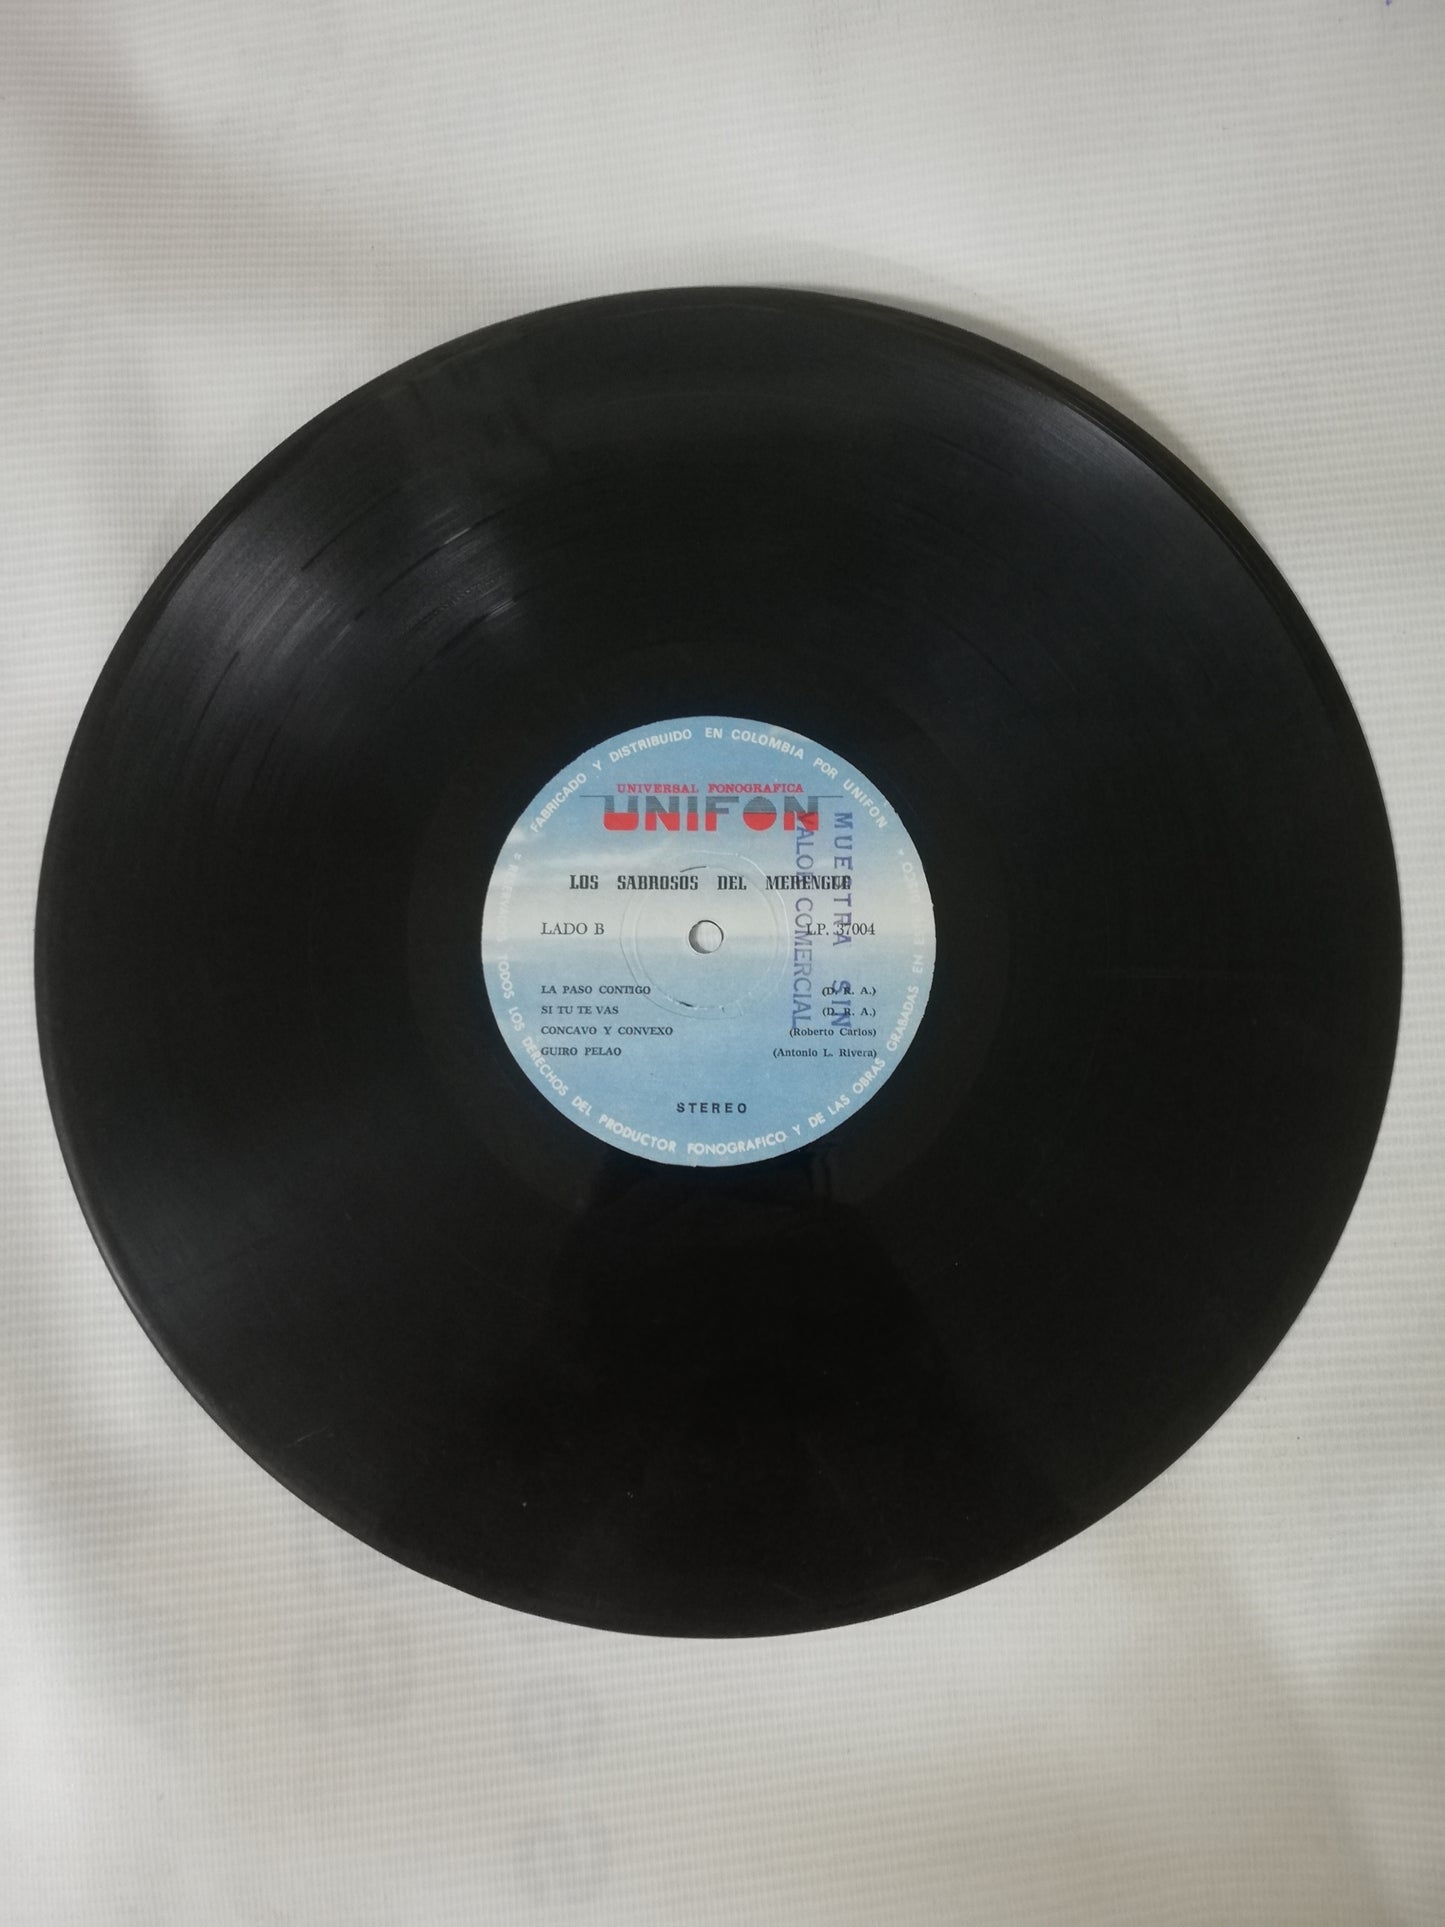 FABRICADO Y DISTRIBUIDO EN COLOMBIA POR UNIFON
UNIVERSAL FONOGRAFICA
UNIFON
LOS SABROSOS DEL MERENGUE
LADO B LP. 37004
LA PASO CONTIGO (D. R. A.)
SI TU TE VAS (D. R. A.)
CONCAVO Y CONVEXO (Roberto Carlos)
GUIRO PELAO (Antonio L. Rivera)
STEREO
MUESTRA SIN
VALOR COMERCIAL
TODOS LOS DERECHOS DEL PRODUCTOR FONOGRAFICO Y DE LAS OBRAS GRABADAS EN